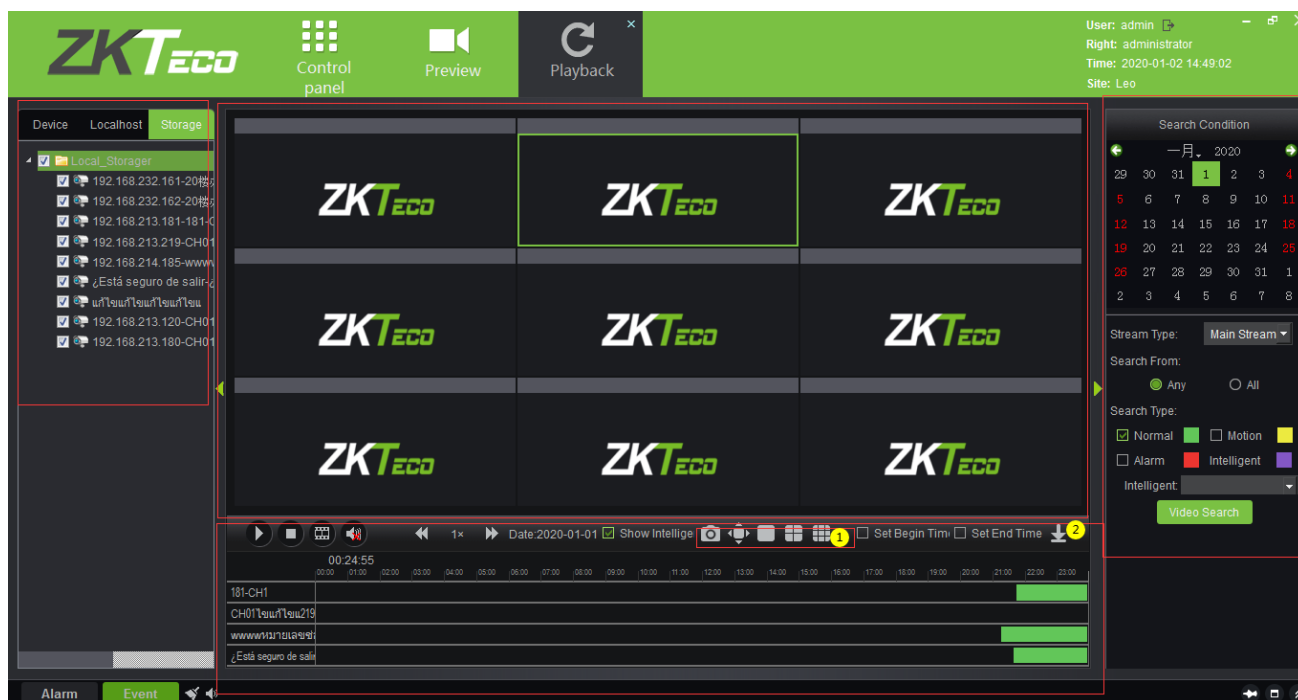 ZKTECO
Control panel
Preview
Playback
User: admin
Right: administrator
Time: 2020-01-02 14:49:02
Site: Leo
Device Localhost Storage
Local_Storager
192.168.232.161-20楼
192.168.232.162-20楼
192.168.213.181-181-C
192.168.213.219-CH01
192.168.214.185-wwww
¿Está seguro de salir-¿
แก้ไขแก้ไขแก้ไขแก้ไขแ
192.168.213.120-CH01
192.168.213.180-CH01
ZKTECO ZKTECO ZKTECO
ZKTECO ZKTECO ZKTECO
ZKTECO ZKTECO ZKTECO
Search Condition
一月 2020
29 30 31 1 2 3 4
5 6 7 8 9 10 11
12 13 14 15 16 17 18
19 20 21 22 23 24 25
26 27 28 29 30 31 1
2 3 4 5 6 7 8
Stream Type: Main Stream
Search From:
Any All
Search Type:
Normal Motion
Alarm Intelligent
Intelligent:
Video Search
1× Date:2020-01-01 Show Intellige 1 Set Begin Tim Set End Time 2
00:24:55
00:00 01:00 02:00 03:00 04:00 05:00 06:00 07:00 08:00 09:00 10:00 11:00 12:00 13:00 14:00 15:00 16:00 17:00 18:00 19:00 20:00 21:00 22:00 23:00
181-CH1
CH01ไขแก้ไขแ219
wwwwหมายเลขช่
¿Está seguro de salir
Alarm Event